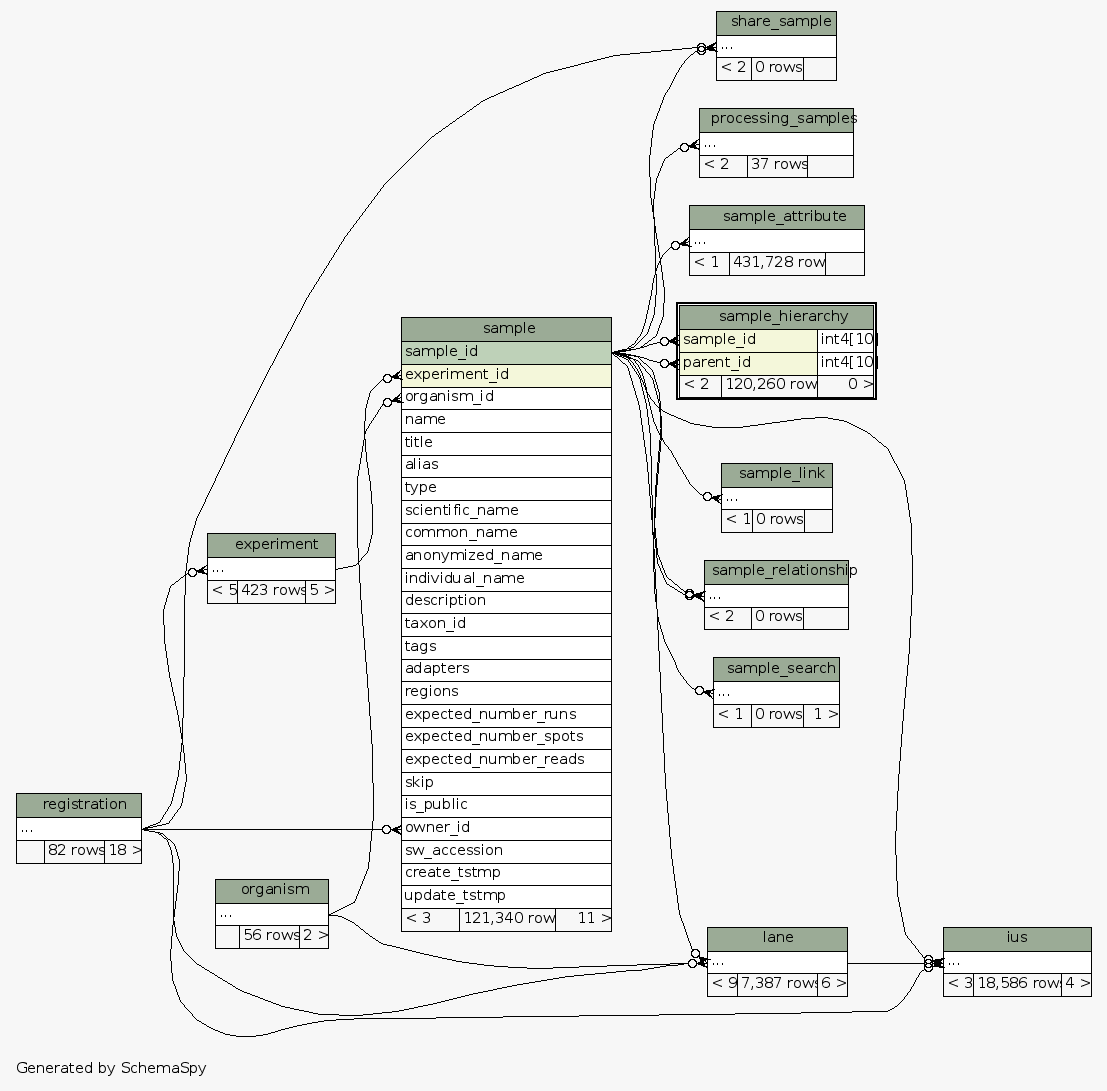 share_sample
...
< 2 0 rows
processing_samples
...
< 2 37 rows
sample_attribute
...
< 1 431,728 row
sample_hierarchy
sample_id int4[10]
parent_id int4[10]
< 2 120,260 row 0 >
sample
sample_id
experiment_id
organism_id
name
title
alias
type
scientific_name
common_name
anonymized_name
individual_name
description
taxon_id
tags
adapters
regions
expected_number_runs
expected_number_spots
expected_number_reads
skip
is_public
owner_id
sw_accession
create_tstmp
update_tstmp
< 3 121,340 row 11 >
sample_link
...
< 1 0 rows
experiment
...
< 5 423 rows 5 >
sample_relationship
...
< 2 0 rows
sample_search
...
< 1 0 rows 1 >
registration
...
82 rows 18 >
organism
...
56 rows 2 >
lane
...
< 9 7,387 rows 6 >
ius
...
< 3 18,586 rows 4 >
Generated by SchemaSpy